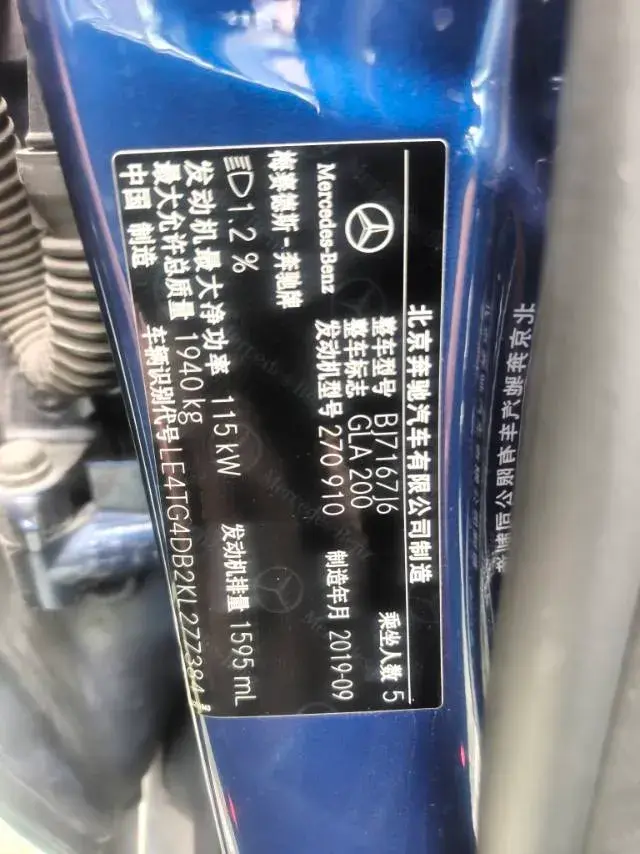 北京奔驰汽车有限公司制造
整车型号 BJ7167J6 乘坐人数 5
整车标志 GLA 200
Mercedes-Benz 发动机型号 270 910 制造年月 2019-09
梅赛德斯-奔驰牌
1.2%
发动机最大净功率 115 kW 发动机排量 1595 mL
最大允许总质量 1940 kg
中国 制造 车辆识别代号 LE4TG4DB2KL277384